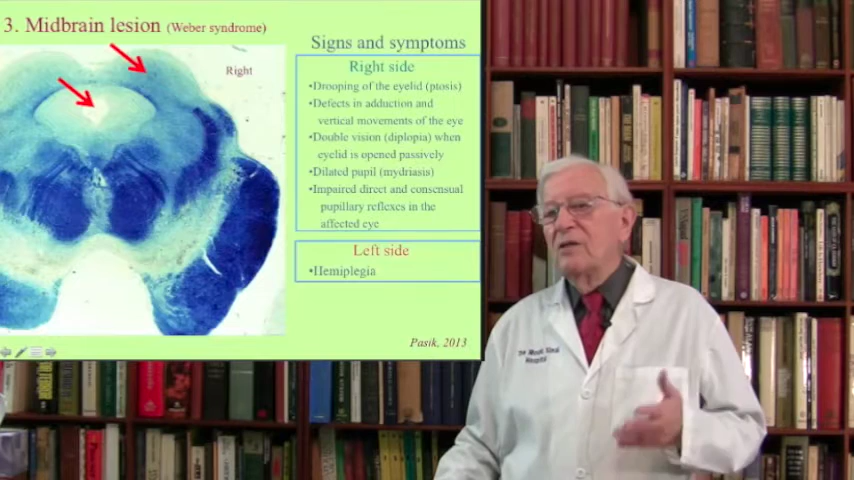 3. Midbrain lesion (Weber syndrome)
Right
Signs and symptoms
Right side
•Drooping of the eyelid (ptosis)
•Defects in adduction and
vertical movements of the eye
•Double vision (diplopia) when
eyelid is opened passively
•Dilated pupil (mydriasis)
•Impaired direct and consensual
pupillary reflexes in the
affected eye
Left side
•Hemiplegia
Pasik, 2013
Hospital